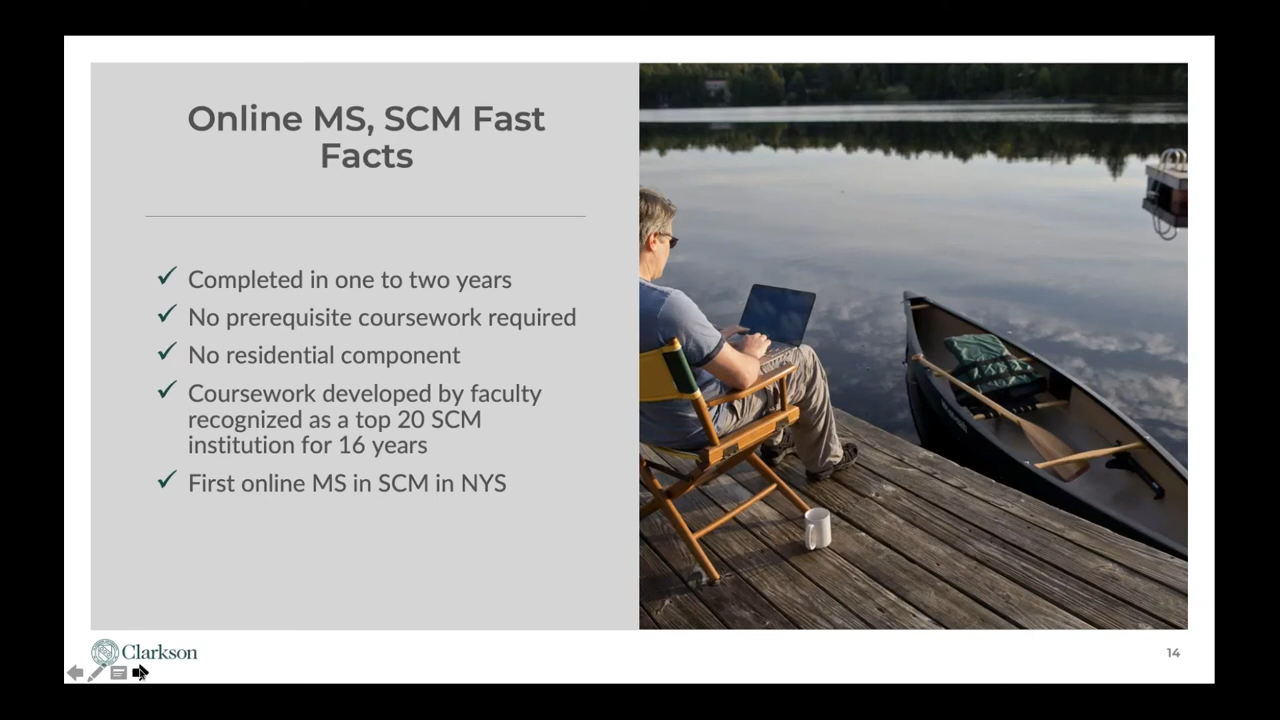 Online MS, SCM Fast
Facts
Completed in one to two years
No prerequisite coursework required
No residential component
Coursework developed by faculty
recognized as a top 20 SCM
institution for 16 years
First online MS in SCM in NYS
Clarkson
14